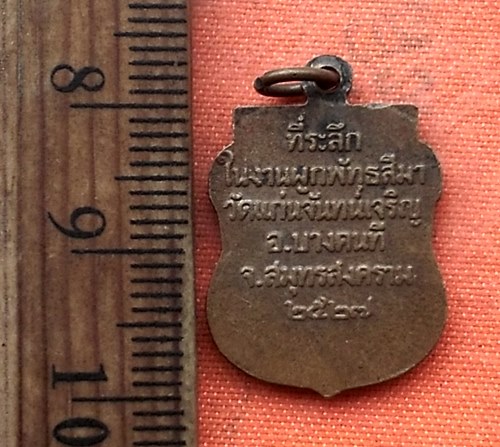 8
9
10
ที่ระลึก
ในงานผูกพัทธสีมา
วัดแก่นจันทน์เจริญ
อ.บางคนที
จ.สมุทรสงคราม.
๒๕๒๗